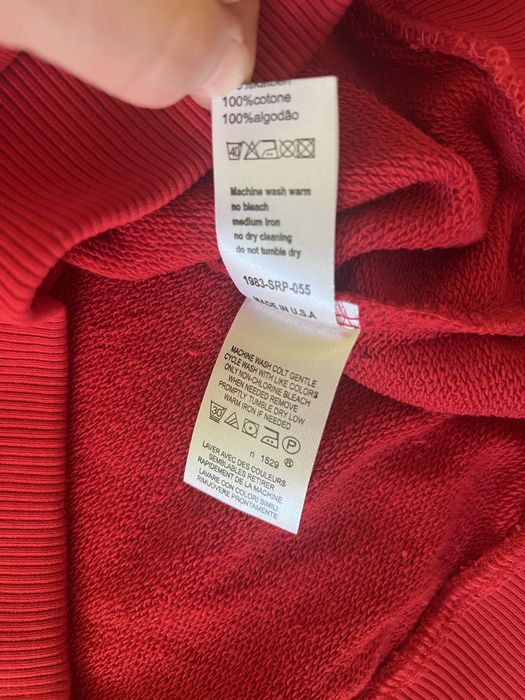 100%cotone
100%algodão
40
Machine wash warm
no bleach
medium iron
no dry cleaning
do not tumble dry
1983-SRP-055
MADE IN U.S.A
MACHINE WASH COLT GENTLE
CYCLE WASH WITH LIKE COLORS
ONLY NON-CHLORINE BLEACH
WHEN NEEDED REMOVE
PROMPTLY TUMBLE DRY LOW
WARM IRON IF NEEDED
30 P
n 1529 ®
LAVER AVEC DES COULEURS
SEMBLABLES RETIRER
RAPIDEMENT DE LA MACHINE.
LAVARE CON COLORI SIMILI
RIMUOVERE PRONTAMENTE